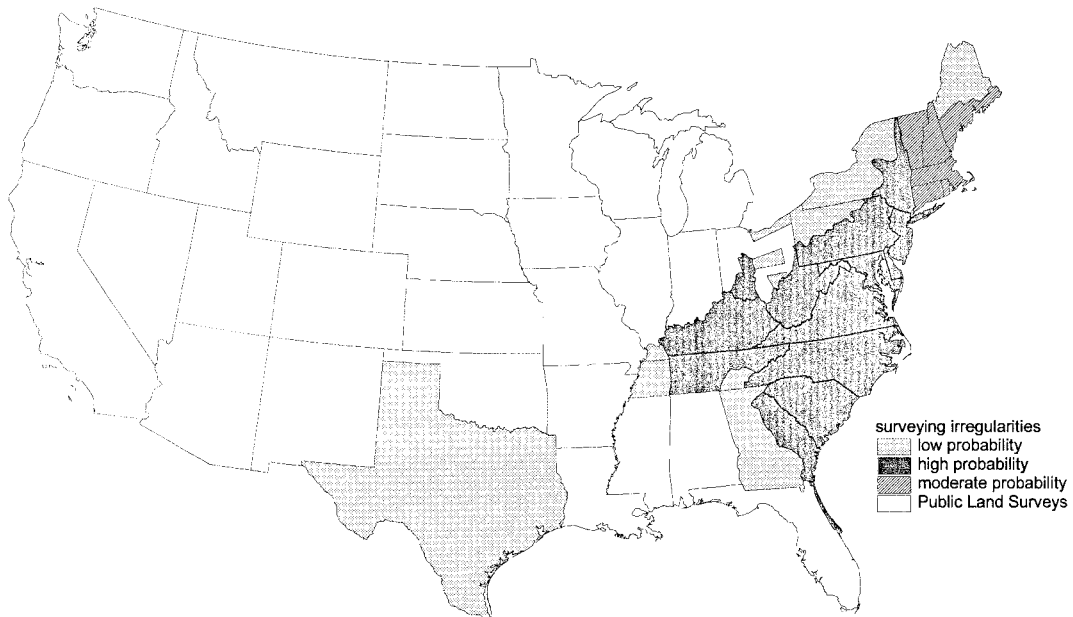 surveying irregularities
low probability
high probability
moderate probability
Public Land Surveys